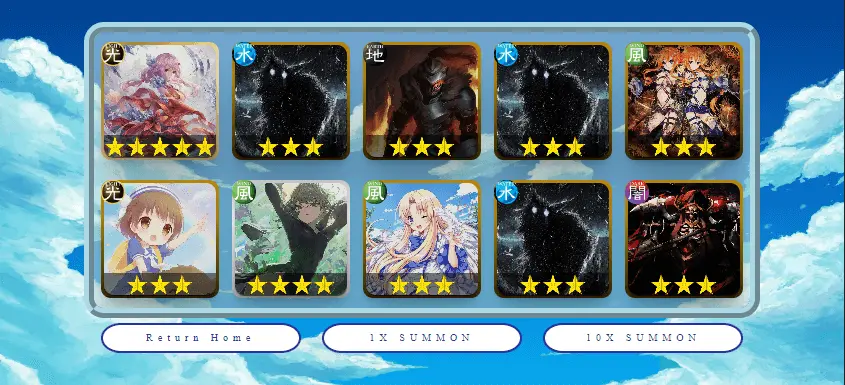 光 水 地 水 風
光 風 風 水 闇
Return Home 1X SUMMON 10X SUMMON